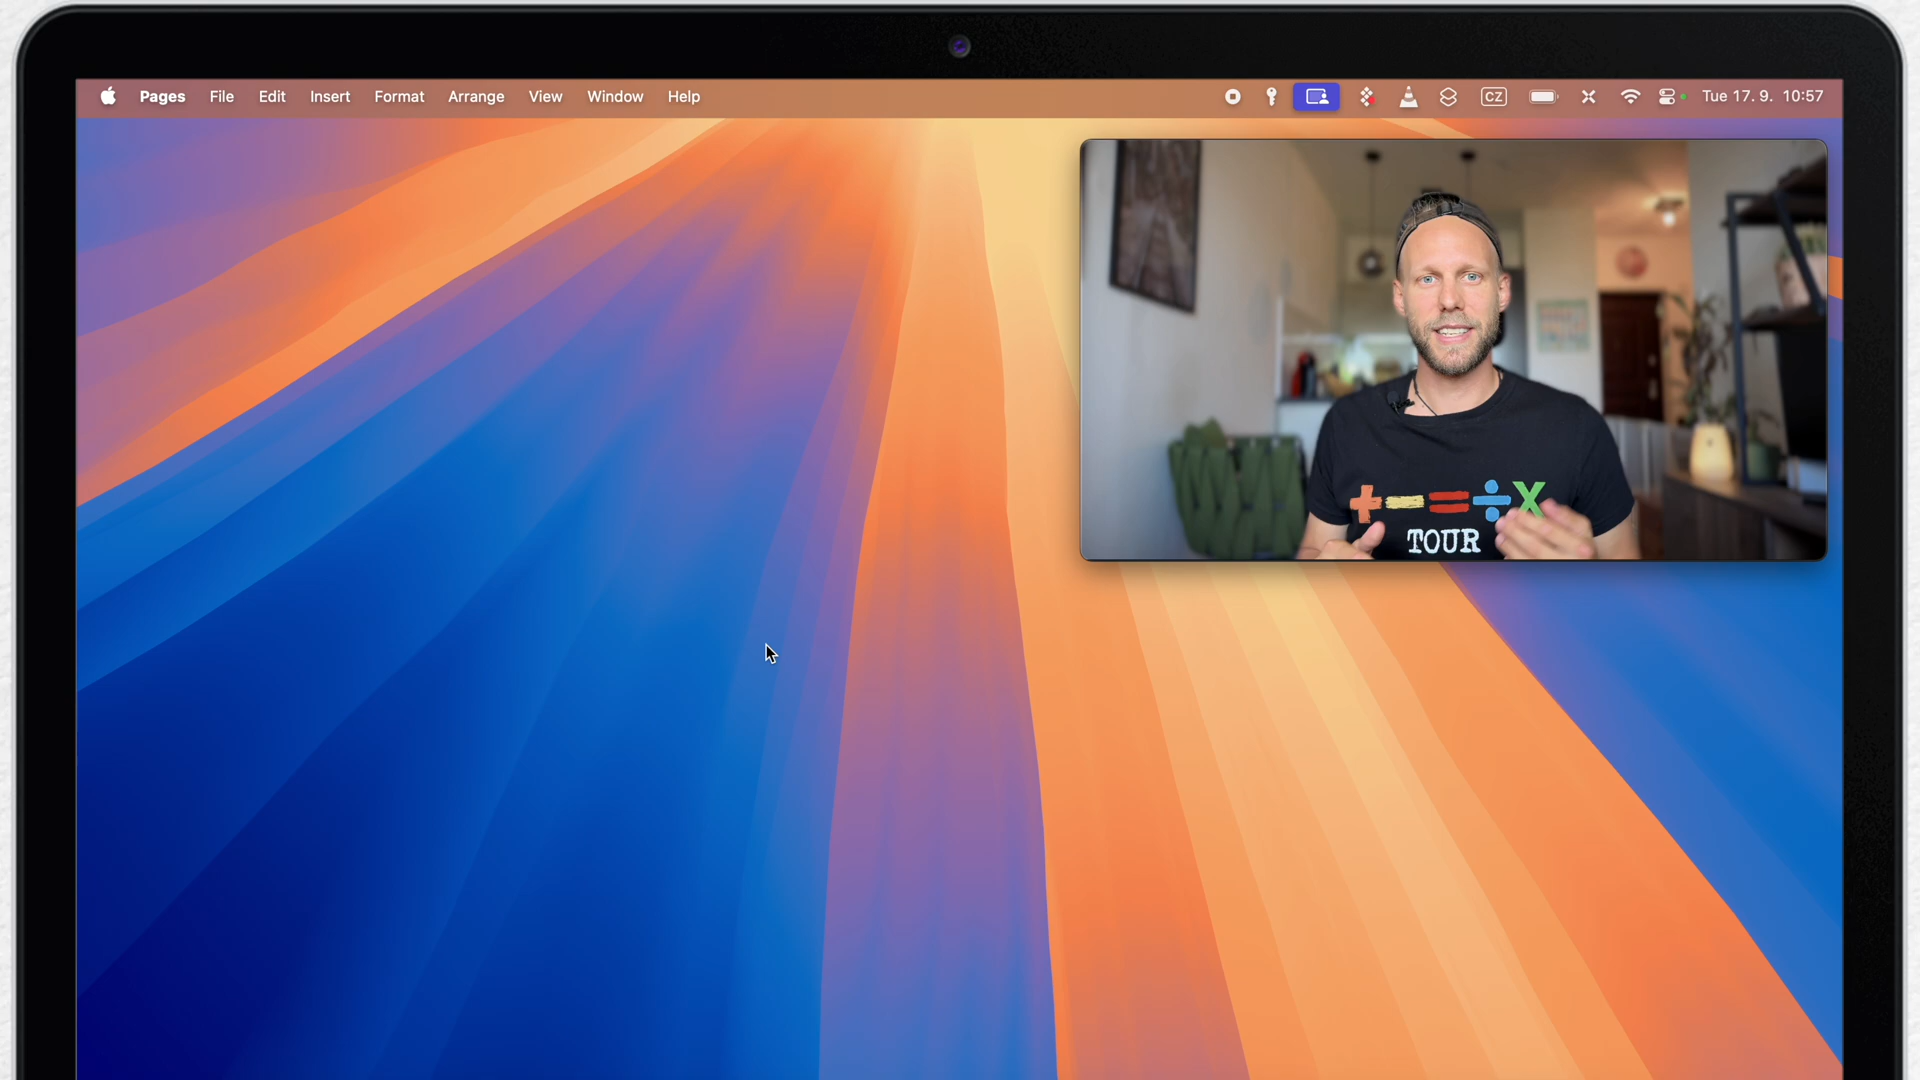 Pages File Edit Insert Format Arrange View Window Help CZ Tue 17. 9. 10:57
+-=÷x
TOUR